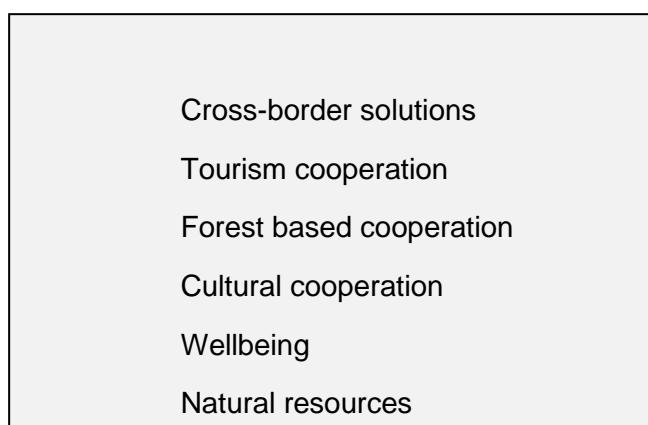 Cross-border solutions
Tourism cooperation
Forest based cooperation
Cultural cooperation
Wellbeing
Natural resources